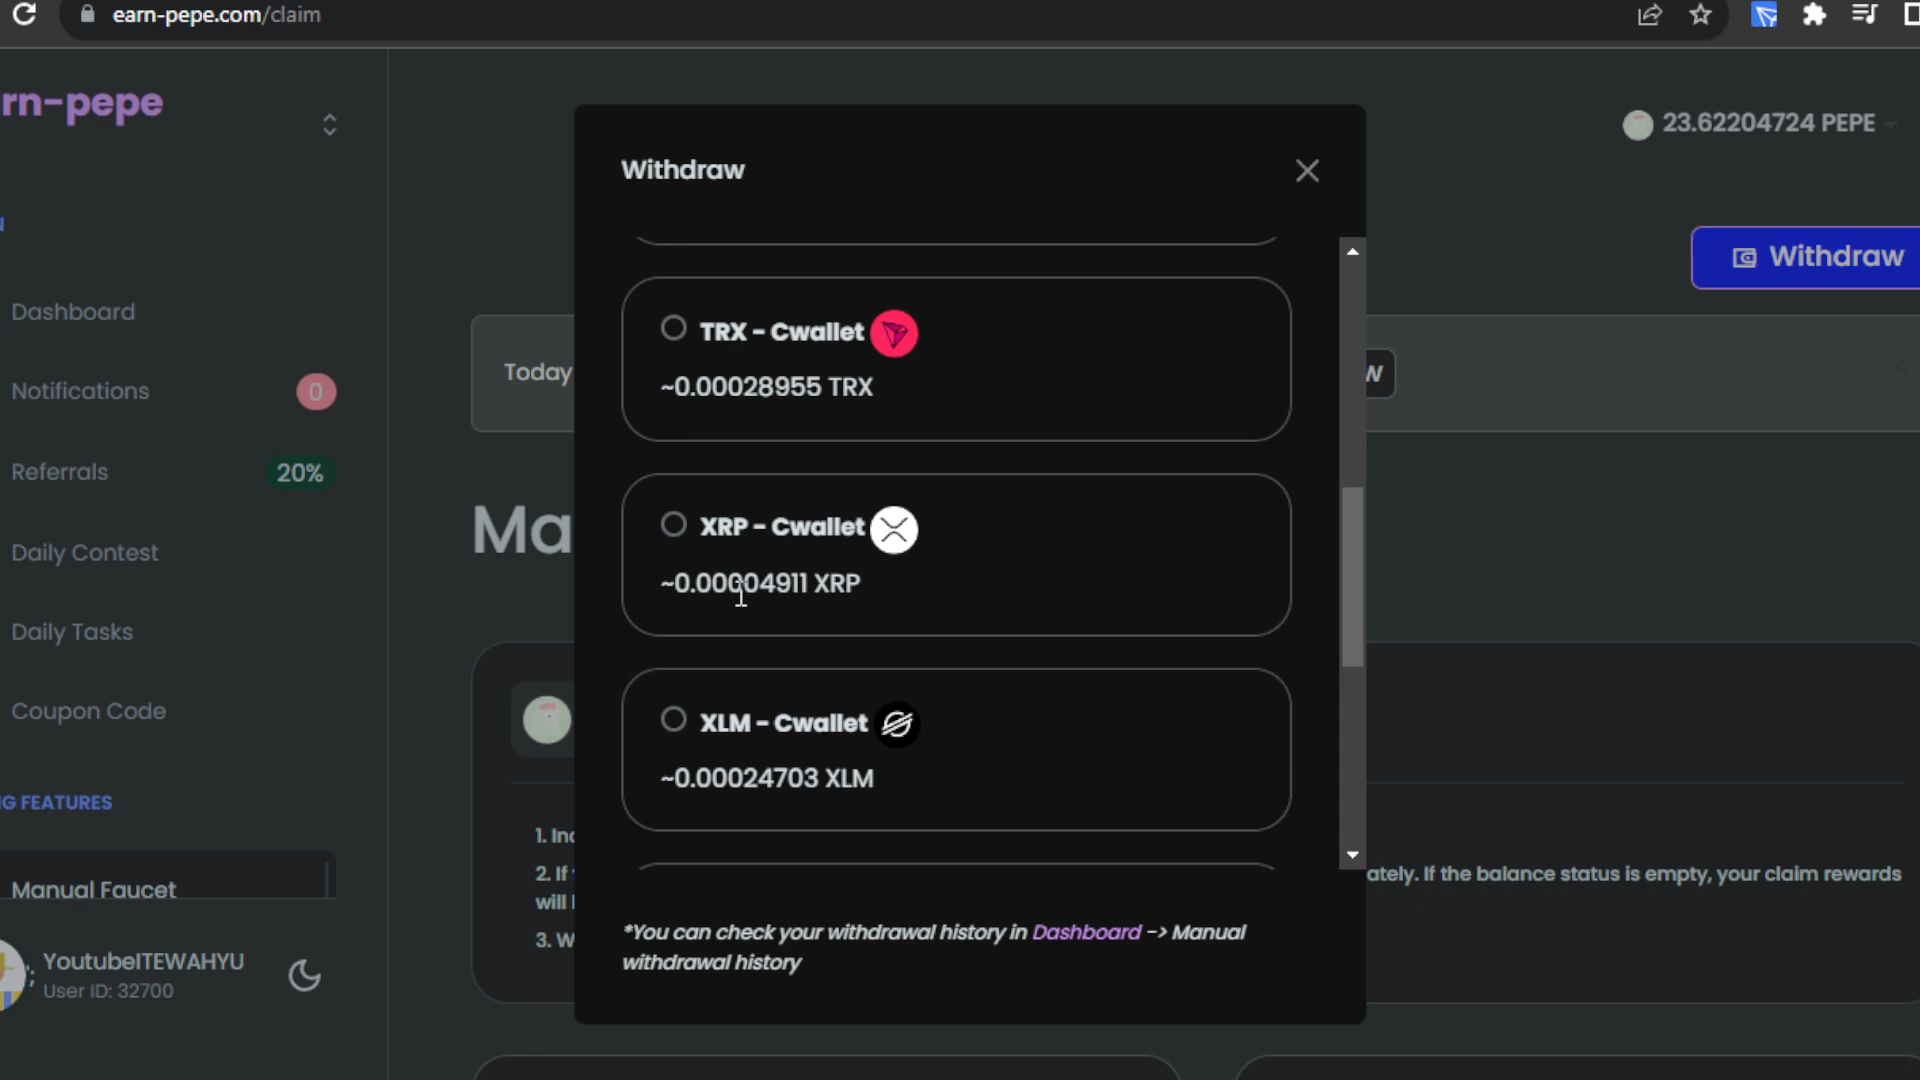 earn-pepe.com/claim
rn-pepe
23.62204724 PEPE
Withdraw
Withdraw
Dashboard
Notifications 0
Referrals 20%
Daily Contest
Daily Tasks
Coupon Code
G FEATURES
Manual Faucet
YoutubeITEWAHYU
User ID: 32700
Today
W
TRX - Cwallet
~0.00028955 TRX
Ma
XRP - Cwallet
~0.00004911 XRP
XLM - Cwallet
~0.00024703 XLM
1. Inc
2. If
ately. If the balance status is empty, your claim rewards
will
3. W
*You can check your withdrawal history in Dashboard -> Manual
withdrawal history